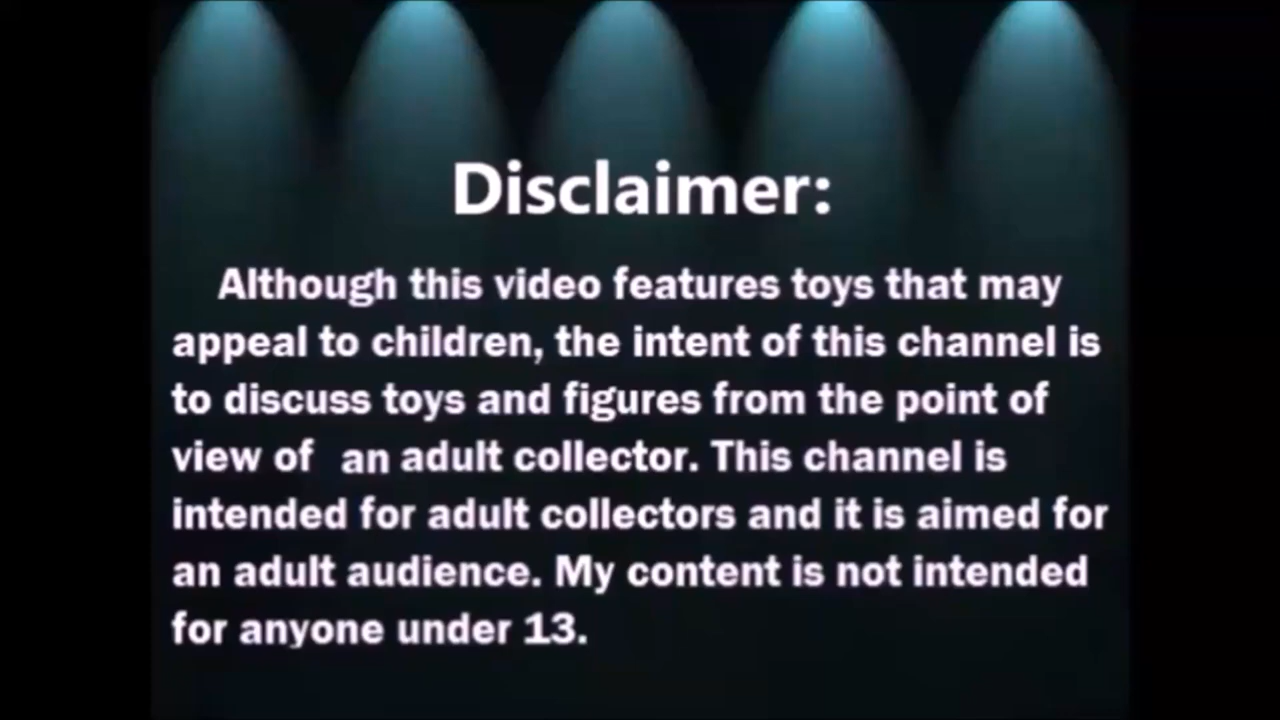 Disclaimer:
Although this video features toys that may
appeal to children, the intent of this channel is
to discuss toys and figures from the point of
view of an adult collector. This channel is
intended for adult collectors and it is aimed for
an adult audience. My content is not intended
for anyone under 13.